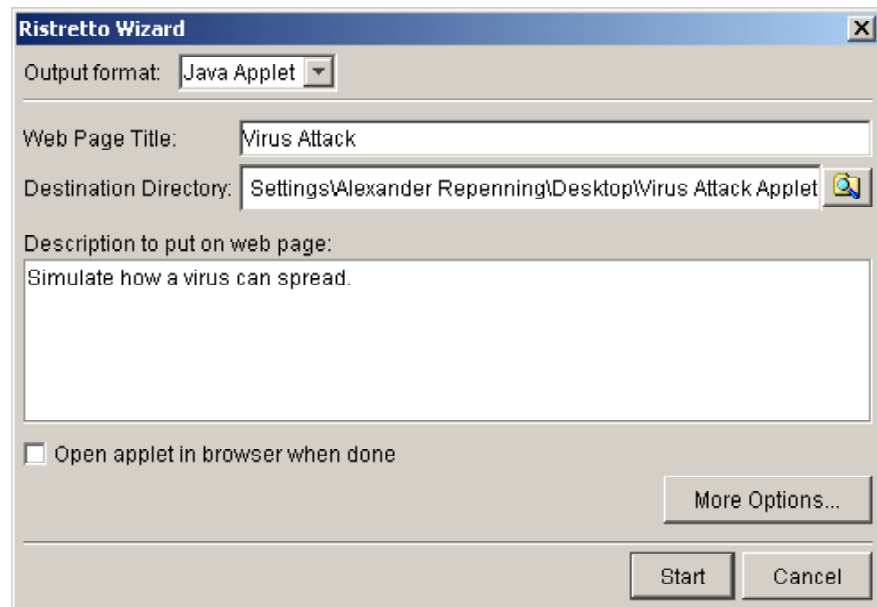 Ristretto Wizard
Output format: Java Applet
Web Page Title: Virus Attack
Destination Directory: Settings\Alexander Repenning\Desktop\Virus Attack Applet
Description to put on web page:
Simulate how a virus can spread.
Open applet in browser when done
More Options...
Start Cancel